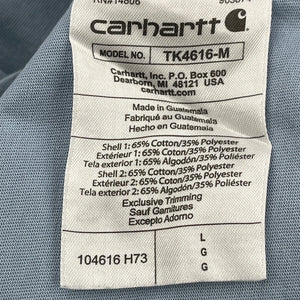 RN#14806
carhartt
MODEL NO. TK4616-M
Carhartt, Inc. P.O. Box 600
Dearborn, MI 48121 USA
carhartt.com
Made in Guatemala
Fabriqué au Guatemala
Hecho en Guatemala
Shell 1: 65% Cotton/35% Polyester
Extérieur 1: 65% Coton/35% Polyester
Tela exterior 1: 65% Algodón/35% Poliéster
Shell 2: 65% Cotton/35% Polyester
Extérieur 2: 65% Coton/35% Polyester
Tela exterior 2: 65% Algodón/35% Poliéster
Exclusive Trimming
Sauf Garnitures
Excepto Adorno
104616 H73
L
G
G